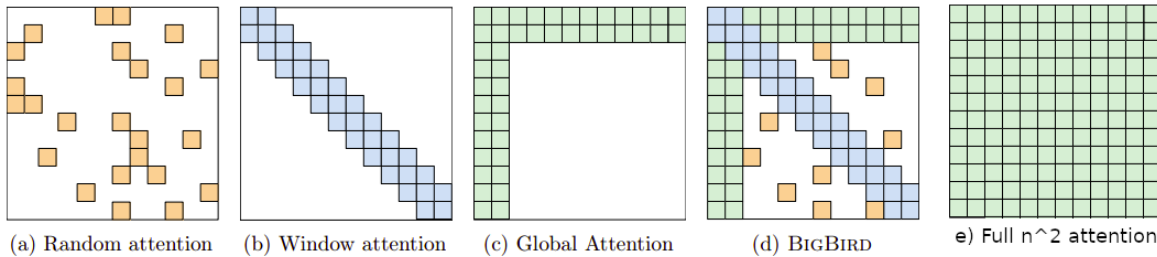 (a) Random attention
(b) Window attention
(c) Global Attention
(d) BIGBIRD
e) Full n^2 attention